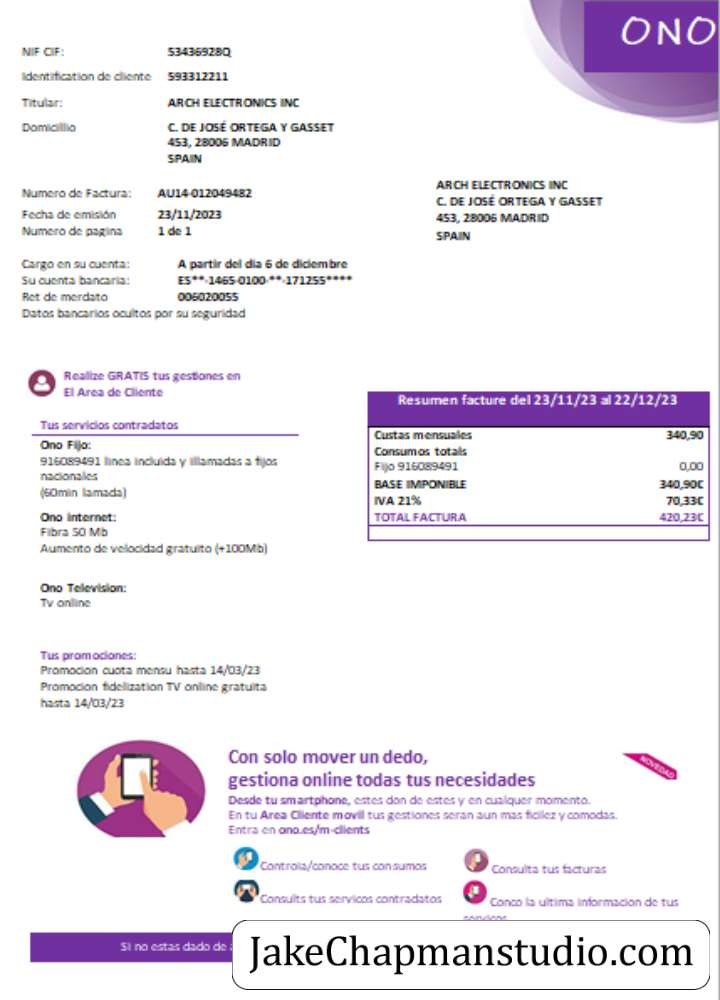 ONO
NIF CIF: 53436928Q
Identification de cliente 593312211
Titular: ARCH ELECTRONICS INC
Domicillio C. DE JOSÉ ORTEGA Y GASSET
453, 28006 MADRID
SPAIN
ARCH ELECTRONICS INC
C. DE JOSÉ ORTEGA Y GASSET
453, 28006 MADRID
SPAIN
Numero de Factura: AU14-012049482
Fecha de emisión 23/11/2023
Numero de pagina 1 de 1
Cargo en su cuenta: A partir del dia 6 de diciembre
Su cuenta bancaria: ES**-1465-0100-**-171255****
Ret de merdato 006020055
Datos bancarios ocultos por su seguridad
Realize GRATIS tus gestiones en
El Area de Cliente
Tus servicios contradatos
Ono Fijo:
916089491 linea incluida y illamadas a fijos
nacionales
(60min lamada)
Ono internet:
Fibra 50 Mb
Aumento de velocidad gratuito (+100Mb)
Ono Television:
Tv online
Tus promociones:
Promocion cuota mensu hasta 14/03/23
Promocion fidelization TV online gratuita
hasta 14/03/23
Resumen facture del 23/11/23 al 22/12/23
Custas mensuales 340,90
Consumos totals
Fijo 916089491 0,00
BASE IMPONIBLE 340,90€
IVA 21% 70,33€
TOTAL FACTURA 420,23€
Con solo mover un dedo,
gestiona online todas tus necesidades
NOVEDAD
Desde tu smartphone, estes don de estes y en cualquer momento.
En tu Area Cliente movil tus gestiones seran aun mas ficilez y comodas.
Entra en ono.es/m-clients
Controla/conoce tus consumos
Consulta tus facturas
Consults tus servicos contradatos
Conco la ultima informacion de tus
servicos
Si no estas dado de
JakeChapmanstudio.com